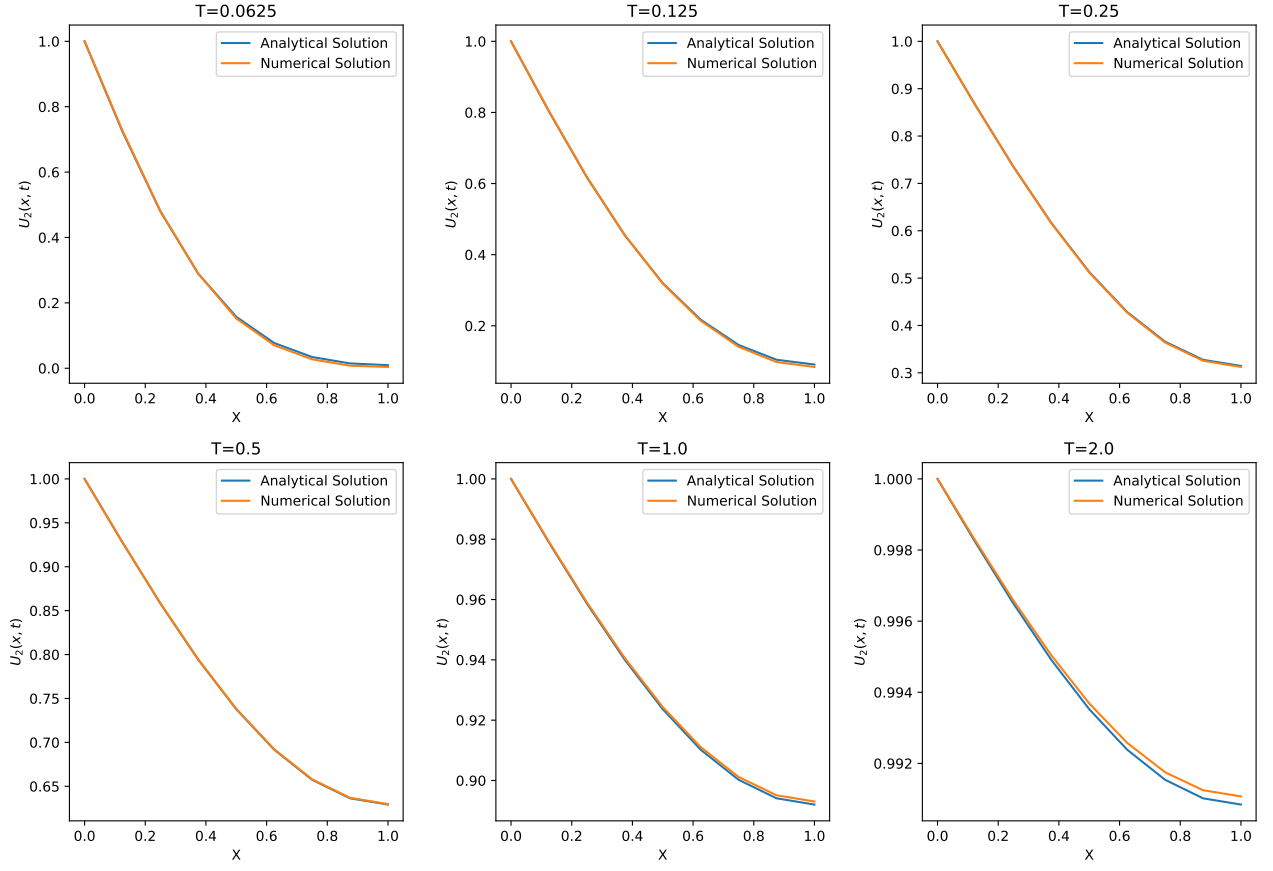 T=0.0625
1.0
0.8
0.6
0.4
0.2
0.0
U₂(x, t)
Analytical Solution
Numerical Solution
0.0 0.2 0.4 0.6 0.8 1.0
X
T=0.125
1.0
0.8
0.6
0.4
0.2
U₂(x, t)
Analytical Solution
Numerical Solution
0.0 0.2 0.4 0.6 0.8 1.0
X
T=0.25
1.0
0.9
0.8
0.7
0.6
0.5
0.4
0.3
U₂(x, t)
Analytical Solution
Numerical Solution
0.0 0.2 0.4 0.6 0.8 1.0
X
T=0.5
1.00
0.95
0.90
0.85
0.80
0.75
0.70
0.65
U₂(x, t)
Analytical Solution
Numerical Solution
0.0 0.2 0.4 0.6 0.8 1.0
X
T=1.0
1.00
0.98
0.96
0.94
0.92
0.90
U₂(x, t)
Analytical Solution
Numerical Solution
0.0 0.2 0.4 0.6 0.8 1.0
X
T=2.0
1.000
0.998
0.996
0.994
0.992
U₂(x, t)
Analytical Solution
Numerical Solution
0.0 0.2 0.4 0.6 0.8 1.0
X